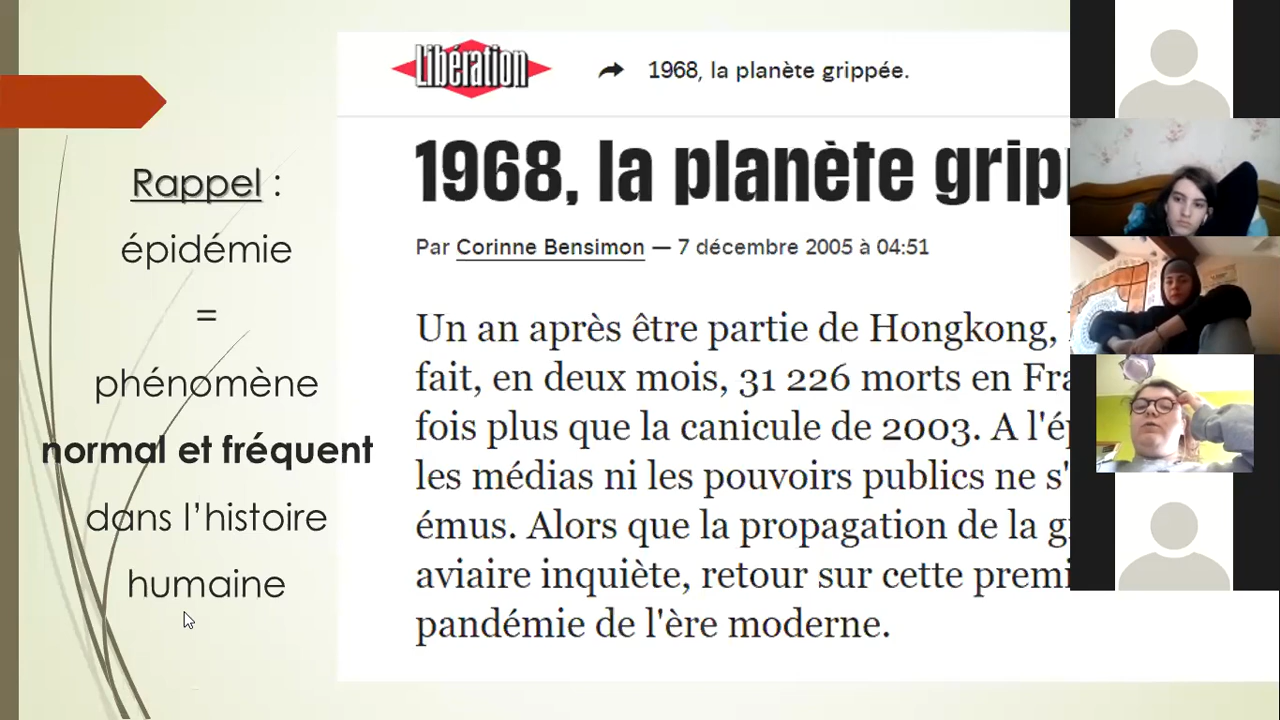 Rappel :
épidémie
=
phénomène
normal et fréquent
dans l’histoire
humaine
Libération
1968, la planète grippée.
1968, la planète grip
Par Corinne Bensimon — 7 décembre 2005 à 04:51
Un an après être partie de Hongkong,
fait, en deux mois, 31 226 morts en Fra
fois plus que la canicule de 2003. A l'ép
les médias ni les pouvoirs publics ne s'
émus. Alors que la propagation de la g
aviaire inquiète, retour sur cette premi
pandémie de l'ère moderne.